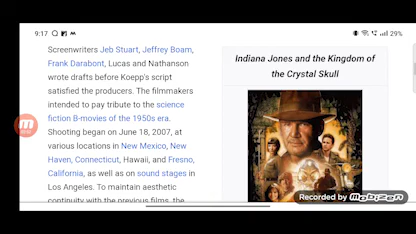 9:17
29%
Screenwriters Jeb Stuart, Jeffrey Boam,
Frank Darabont, Lucas and Nathanson
wrote drafts before Koepp's script
satisfied the producers. The filmmakers
intended to pay tribute to the science
fiction B-movies of the 1950s era.
Shooting began on June 18, 2007, at
various locations in New Mexico, New
Haven, Connecticut, Hawaii, and Fresno,
California, as well as on sound stages in
Los Angeles. To maintain aesthetic
continuity with the previous films, the
Indiana Jones and the Kingdom of
the Crystal Skull
Recorded by Mobizen